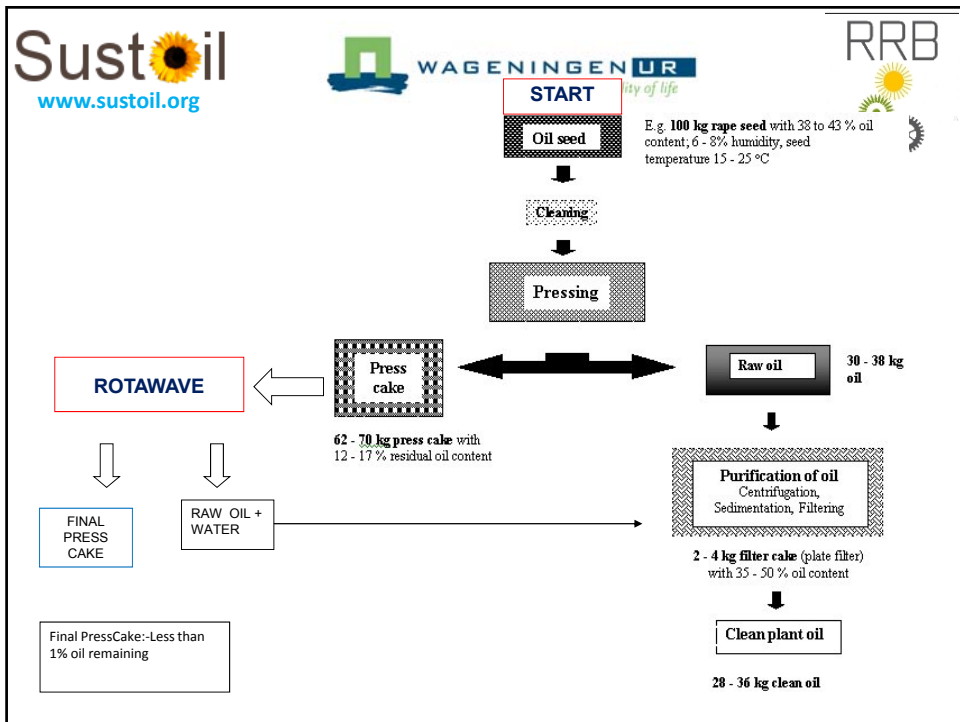 Sustoil
www.sustoil.org
WAGENINGEN UR
lity of life
RRB
START
Oil seed
E.g. 100 kg rape seed with 38 to 43 % oil
content; 6 - 8% humidity, seed
temperature 15 - 25 °C
Cleaning
Pressing
Press
cake
ROTAWAVE
Raw oil
30 - 38 kg
oil
62 - 70 kg press cake with
12 - 17 % residual oil content
Purification of oil
Centrifugation,
Sedimentation, Filtering
FINAL
PRESS
CAKE
RAW OIL +
WATER
2 - 4 kg filter cake (plate filter)
with 35 - 50 % oil content
Final PressCake:-Less than
1% oil remaining
Clean plant oil
28 - 36 kg clean oil